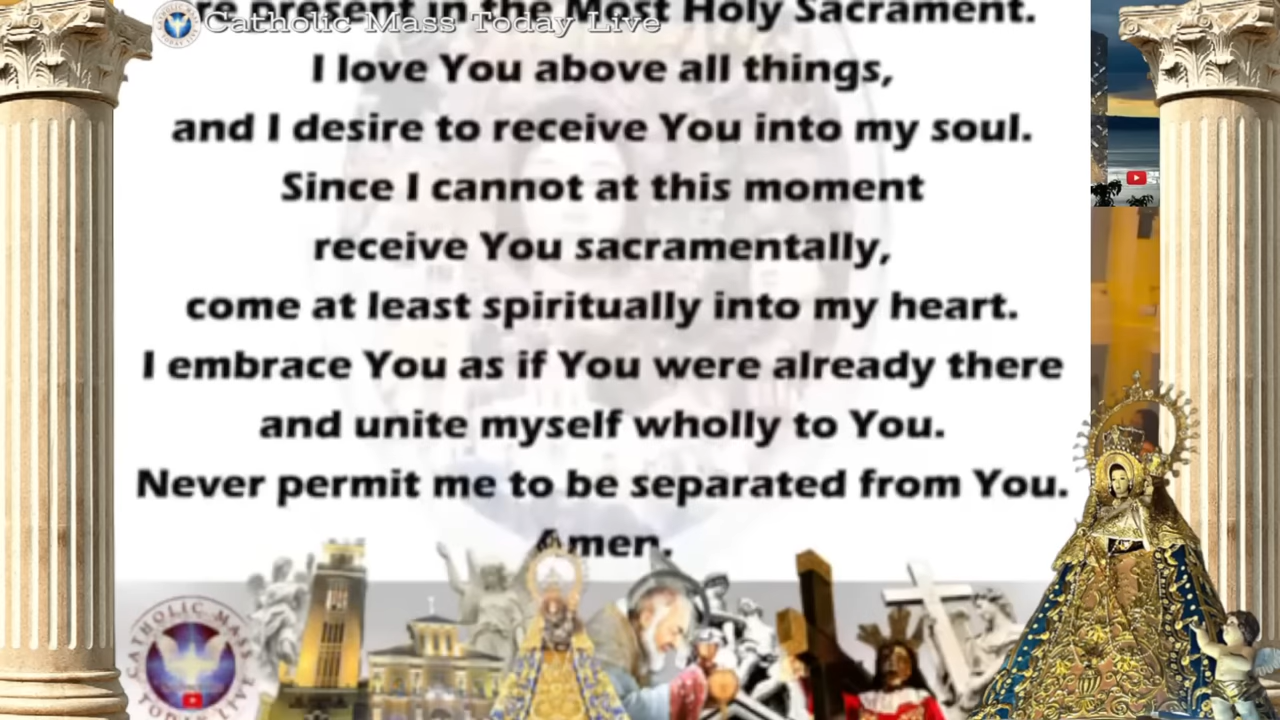 re present in the Most Holy Sacrament.
Catholic Mass Today Live
I love You above all things,
and I desire to receive You into my soul.
Since I cannot at this moment
receive You sacramentally,
come at least spiritually into my heart.
I embrace You as if You were already there
and unite myself wholly to You.
Never permit me to be separated from You.
Amen.
CATHOLIC MASS
TODAY LIVE